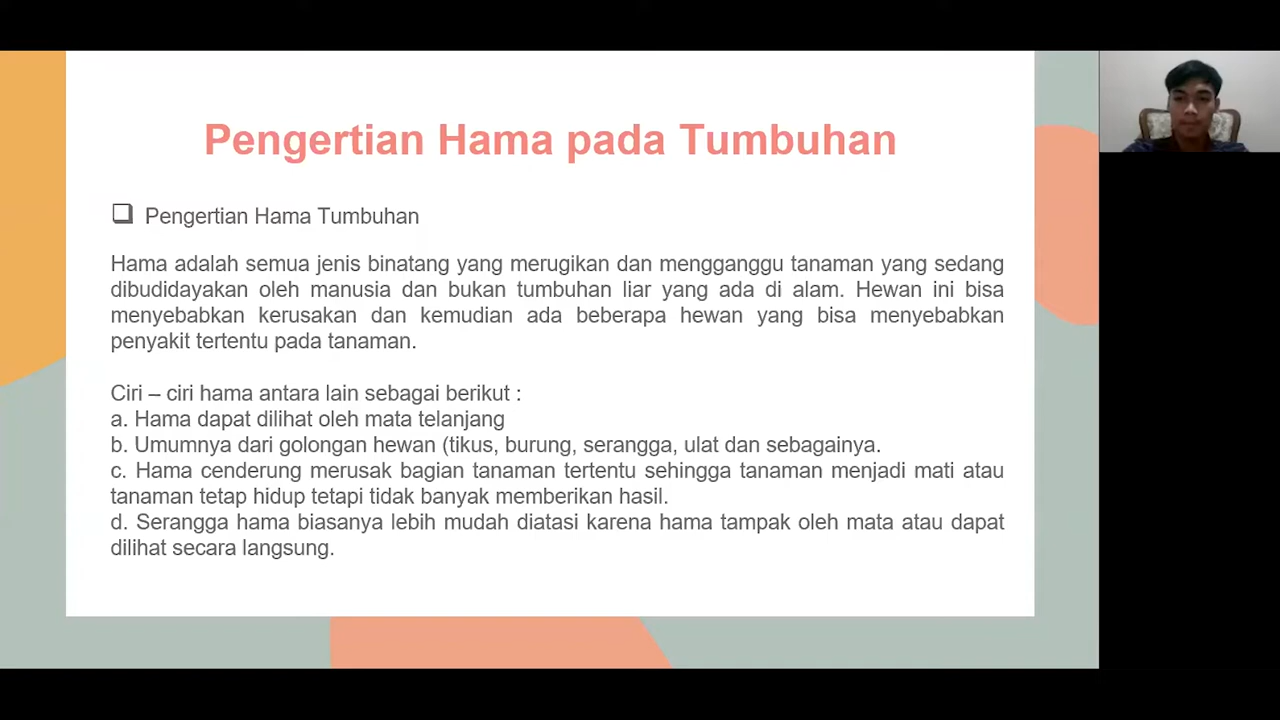 Pengertian Hama pada Tumbuhan
Pengertian Hama Tumbuhan
Hama adalah semua jenis binatang yang merugikan dan mengganggu tanaman yang sedang
dibudidayakan oleh manusia dan bukan tumbuhan liar yang ada di alam. Hewan ini bisa
menyebabkan kerusakan dan kemudian ada beberapa hewan yang bisa menyebabkan
penyakit tertentu pada tanaman.
Ciri – ciri hama antara lain sebagai berikut :
a. Hama dapat dilihat oleh mata telanjang
b. Umumnya dari golongan hewan (tikus, burung, serangga, ulat dan sebagainya.
c. Hama cenderung merusak bagian tanaman tertentu sehingga tanaman menjadi mati atau
tanaman tetap hidup tetapi tidak banyak memberikan hasil.
d. Serangga hama biasanya lebih mudah diatasi karena hama tampak oleh mata atau dapat
dilihat secara langsung.